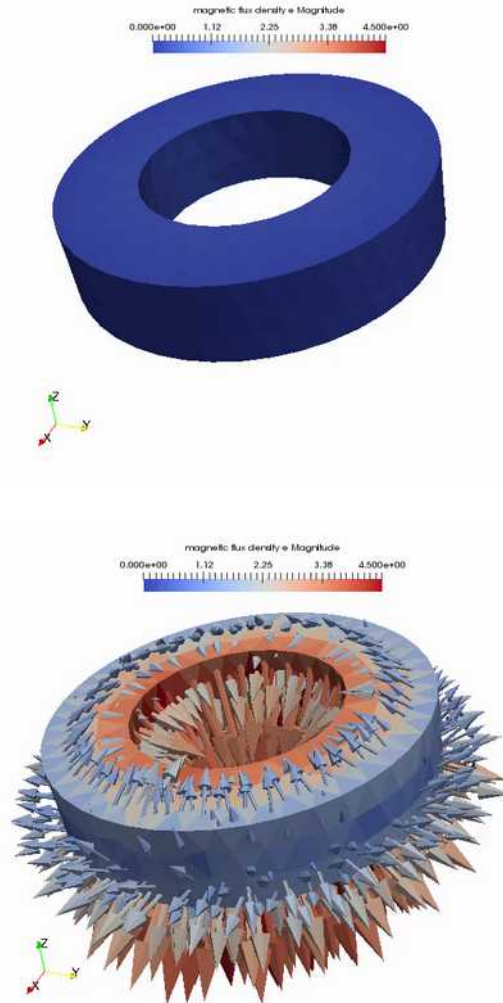 magnetic flux density e Magnitude
0.000e+00 1.12 2.25 3.38 4.500e+00
Z
X Y
magnetic flux density e Magnitude
0.000e+00 1.12 2.25 3.38 4.500e+00
Z
X Y